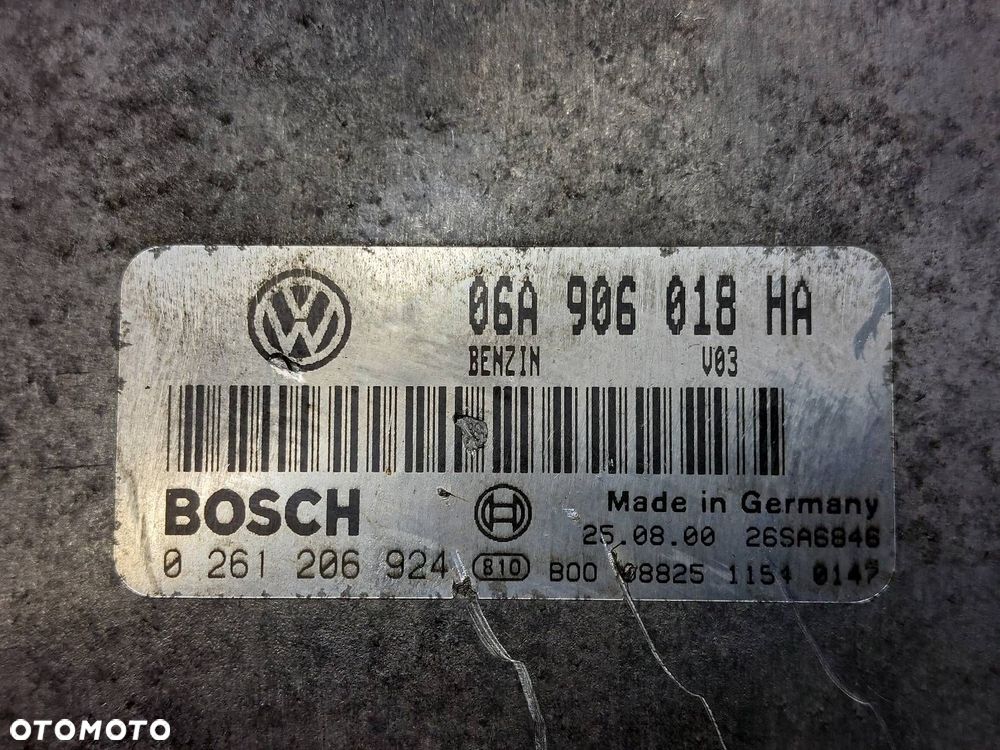 06A 906 018 HA
BENZIN V03
BOSCH
Made in Germany
25.08.00 26SA6846
0 261 206 924 810 B00 08825 1154 0147
OTOMOTO